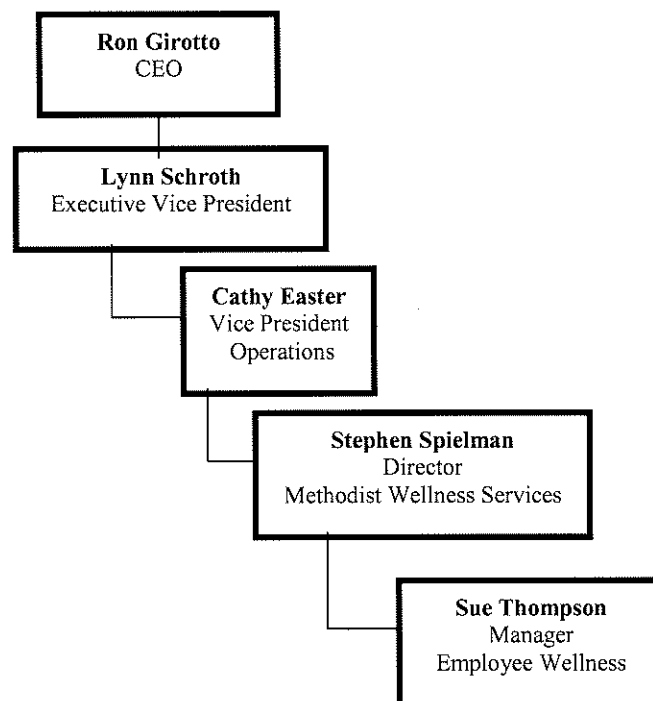 Ron Girotto
CEO
Lynn Schroth
Executive Vice President
Cathy Easter
Vice President
Operations
Stephen Spielman
Director
Methodist Wellness Services
Sue Thompson
Manager
Employee Wellness